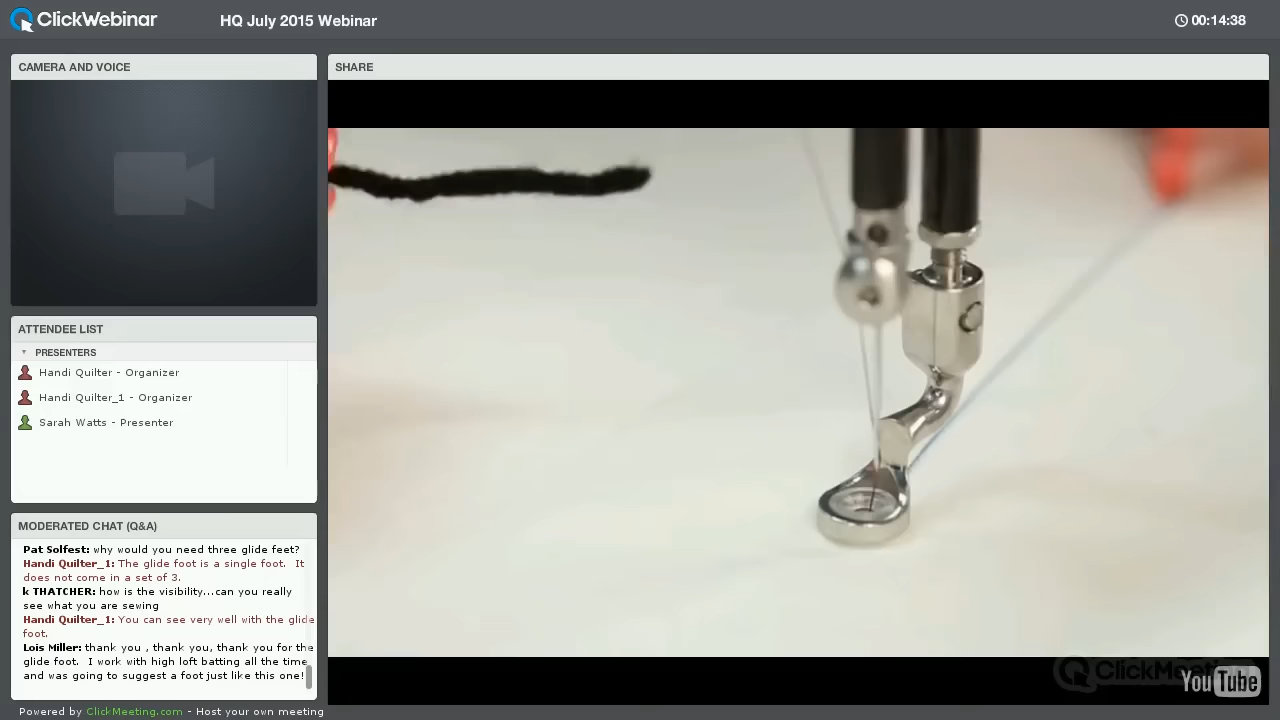 ClickWebinar
HQ July 2015 Webinar
00:14:38
CAMERA AND VOICE
SHARE
ATTENDEE LIST
PRESENTERS
Handi Quilter - Organizer
Handi Quilter_1 - Organizer
Sarah Watts - Presenter
MODERATED CHAT (Q&A)
Pat Solfest: why would you need three glide feet?
Handi Quilter_1: The glide foot is a single foot. It
does not come in a set of 3.
k THATCHER: how is the visibility...can you really
see what you are sewing
Handi Quilter_1: You can see very well with the glide
foot.
Lois Miller: thank you , thank you, thank you for the
glide foot. I work with high loft batting all the time
and was going to suggest a foot just like this one!
ClickMeeting
YouTube
Powered by ClickMeeting.com - Host your own meeting